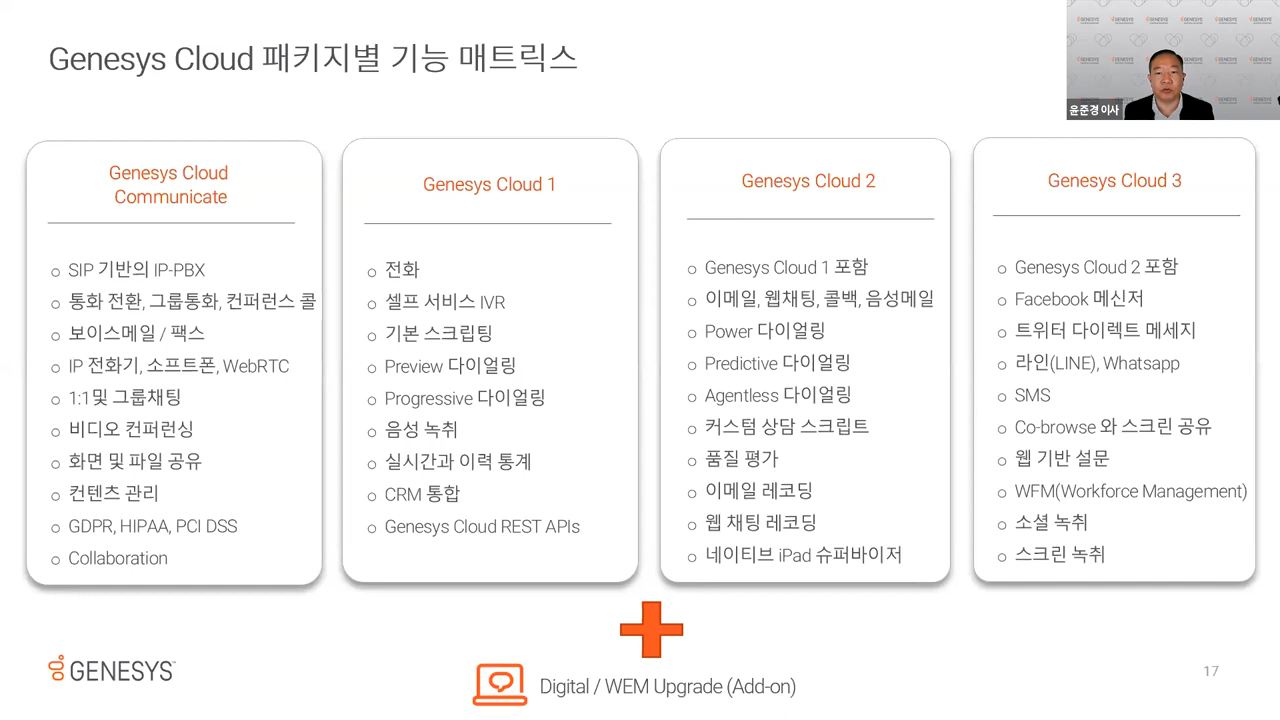 Genesys Cloud 패키지별 기능 매트릭스
윤준경 이사
Genesys Cloud
Communicate
SIP 기반의 IP-PBX
통화 전환, 그룹통화, 컨퍼런스 콜
보이스메일 / 팩스
IP 전화기, 소프트폰, WebRTC
1:1및 그룹채팅
비디오 컨퍼런싱
화면 및 파일 공유
컨텐츠 관리
GDPR, HIPAA, PCI DSS
Collaboration
Genesys Cloud 1
전화
셀프 서비스 IVR
기본 스크립팅
Preview 다이얼링
Progressive 다이얼링
음성 녹취
실시간과 이력 통계
CRM 통합
Genesys Cloud REST APIs
Genesys Cloud 2
Genesys Cloud 1 포함
이메일, 웹채팅, 콜백, 음성메일
Power 다이얼링
Predictive 다이얼링
Agentless 다이얼링
커스텀 상담 스크립트
품질 평가
이메일 레코딩
웹 채팅 레코딩
네이티브 iPad 슈퍼바이저
Genesys Cloud 3
Genesys Cloud 2 포함
Facebook 메신저
트위터 다이렉트 메세지
라인(LINE), Whatsapp
SMS
Co-browse 와 스크린 공유
웹 기반 설문
WFM(Workforce Management)
소셜 녹취
스크린 녹취
Digital / WEM Upgrade (Add-on)
GENESYS™
17